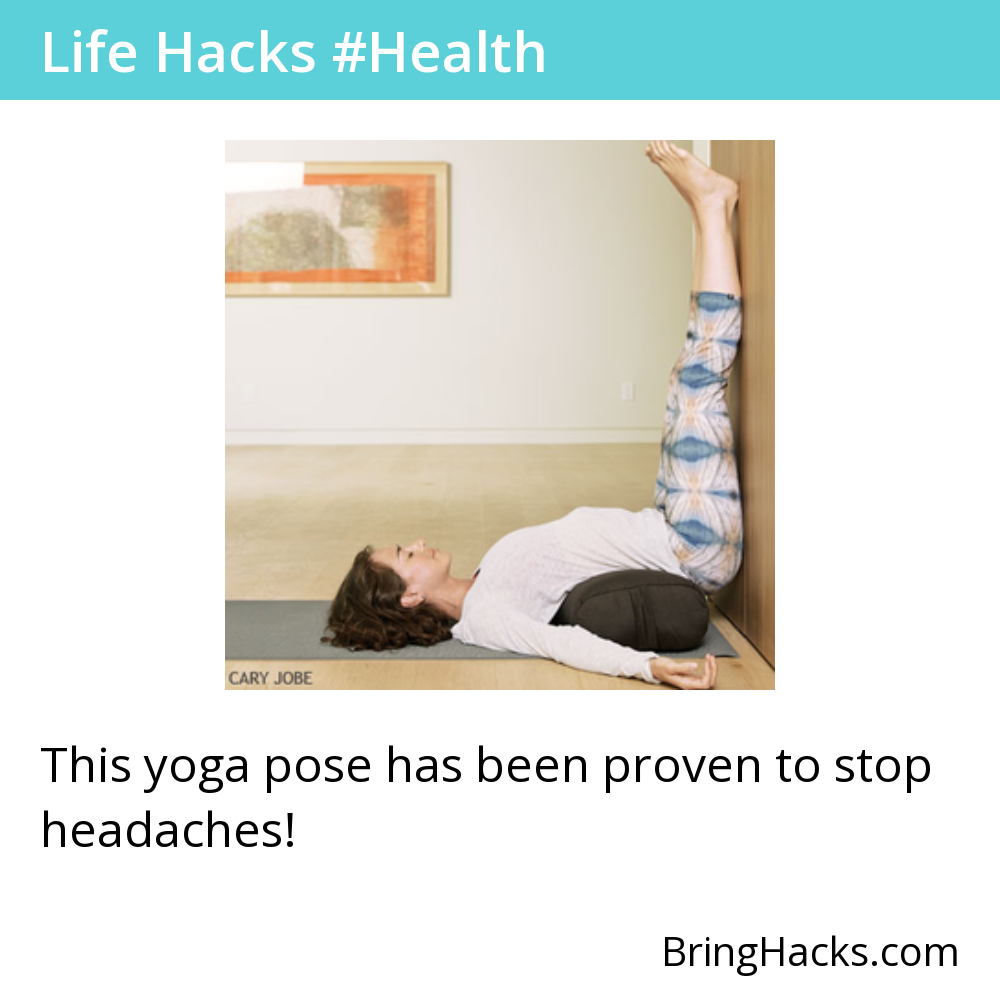 Life Hacks #Health
CARY JOBE
This yoga pose has been proven to stop
headaches!
BringHacks.com